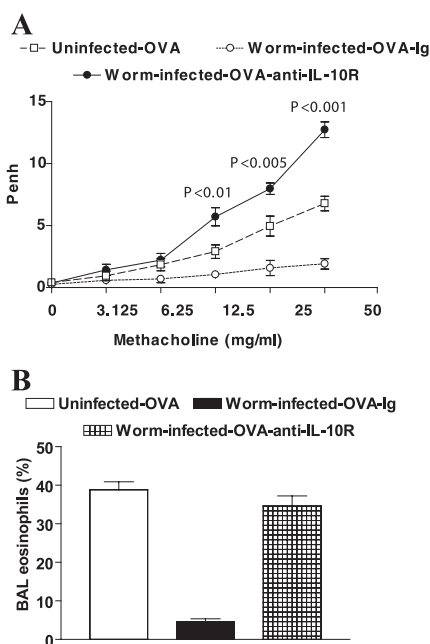 A
Uninfected-OVA Worm-infected-OVA-Ig
Worm-infected-OVA-anti-IL-10R
15
10
5
0
Penh
P<0.01
P<0.005
P<0.001
0 3.125 6.25 12.5 25 50
Methacholine (mg/ml)
B
Uninfected-OVA Worm-infected-OVA-Ig
Worm-infected-OVA-anti-IL-10R
50
40
30
20
10
0
BAL eosinophils (%)